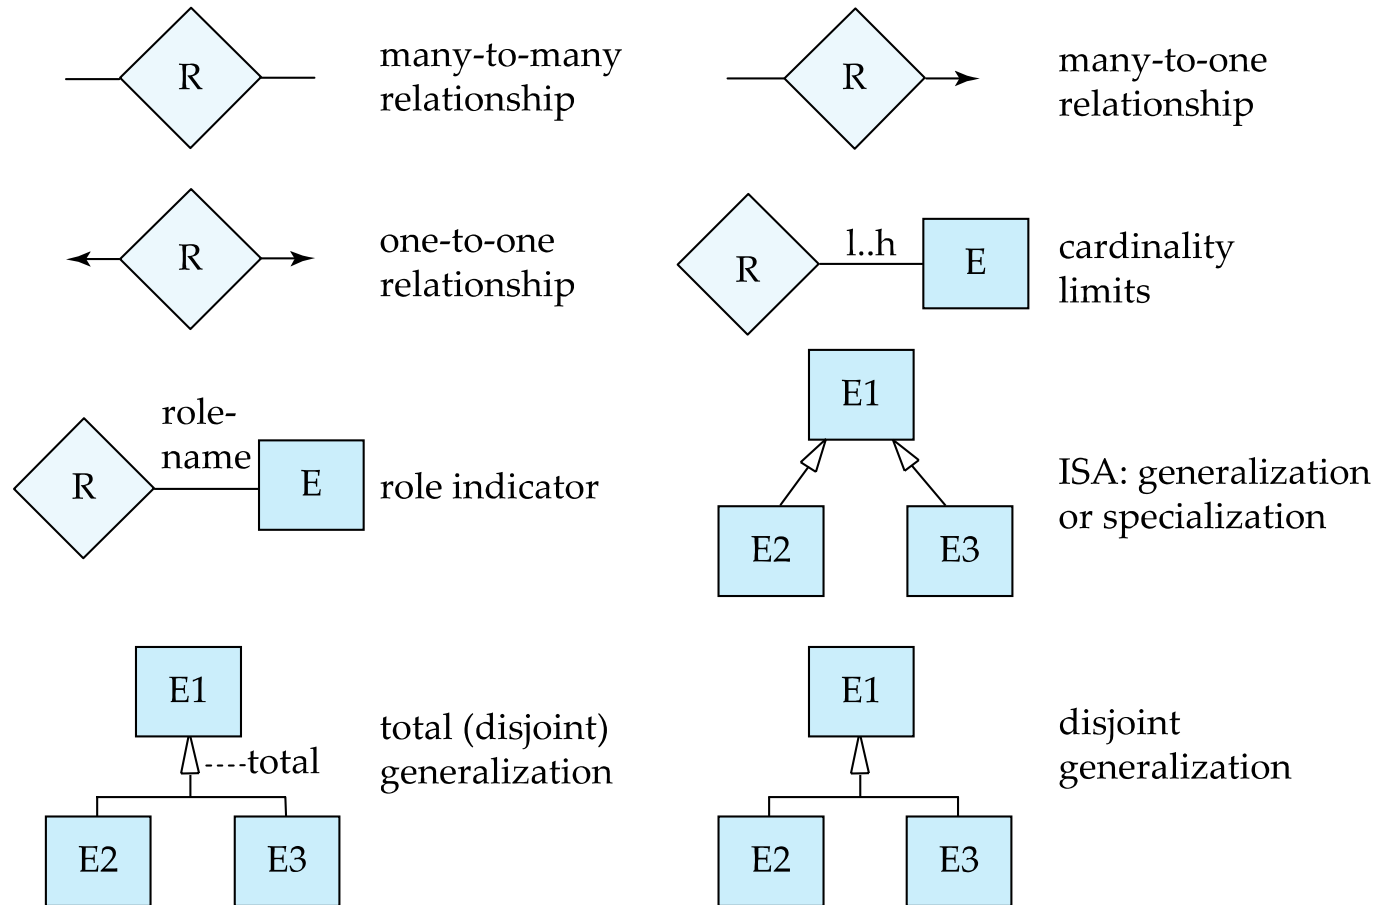 R
many-to-many
relationship
R
many-to-one
relationship
R
one-to-one
relationship
R
l..h
E
cardinality
limits
R
role-
name
E
role indicator
E1
E2
E3
ISA: generalization
or specialization
E1
----total
E2
E3
total (disjoint)
generalization
E1
E2
E3
disjoint
generalization